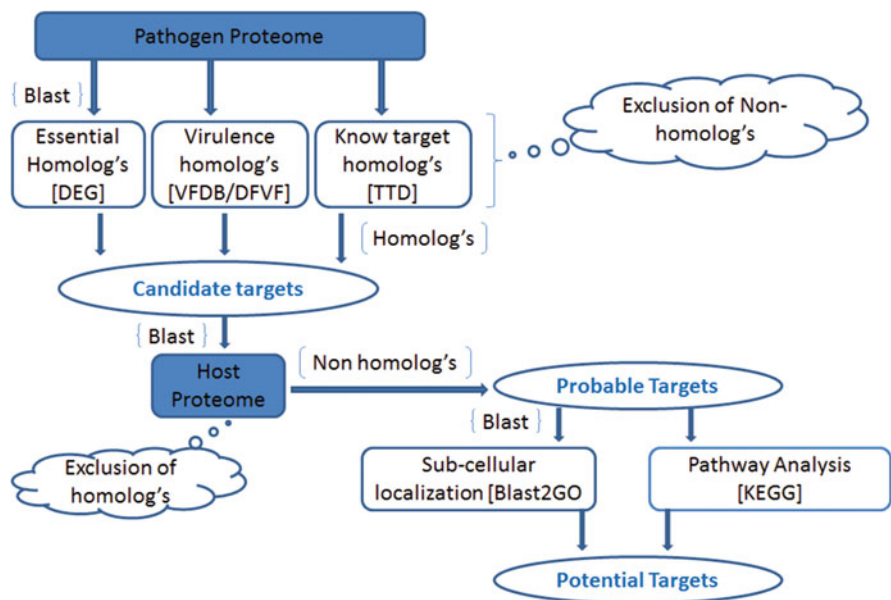 Pathogen Proteome
{ Blast }
Essential
Homolog's
[DEG]
Virulence
homolog's
[VFDB/DFVF]
Know target
homolog's
[TTD]
Exclusion of Non-
homolog's
[Homolog's]
Candidate targets
{ Blast }
Host
Proteome
[Non homolog's]
Exclusion of
homolog's
Probable Targets
{Blast}
Sub-cellular
localization [Blast2GO
Pathway Analysis
[KEGG]
Potential Targets